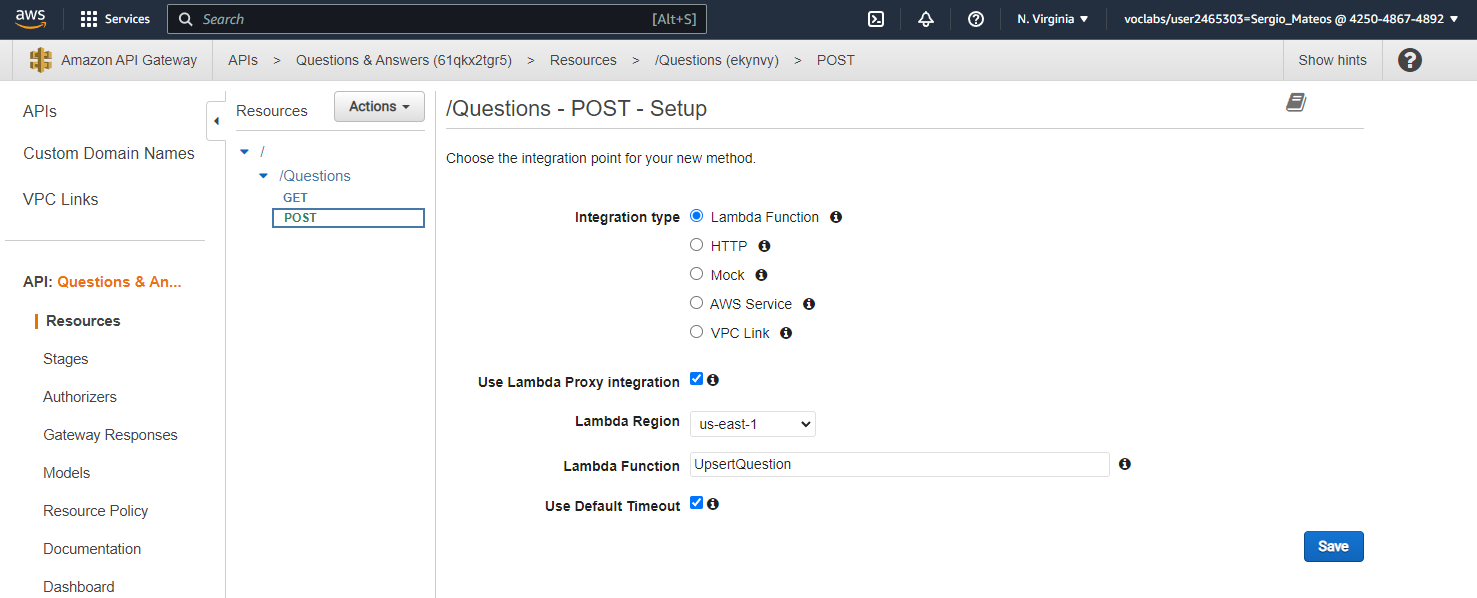 aws Services Search [Alt+S] N. Virginia voclabs/user2465303=Sergio_Mateos @ 4250-4867-4892
Amazon API Gateway APIs > Questions & Answers (61qkx2tgr5) > Resources > /Questions (ekynvy) > POST Show hints
APIs
Custom Domain Names
VPC Links
API: Questions & An...
Resources
Stages
Authorizers
Gateway Responses
Models
Resource Policy
Documentation
Dashboard
Resources Actions
/
/Questions
GET
POST
/Questions - POST - Setup
Choose the integration point for your new method.
Integration type Lambda Function
HTTP
Mock
AWS Service
VPC Link
Use Lambda Proxy integration
Lambda Region us-east-1
Lambda Function UpsertQuestion
Use Default Timeout
Save